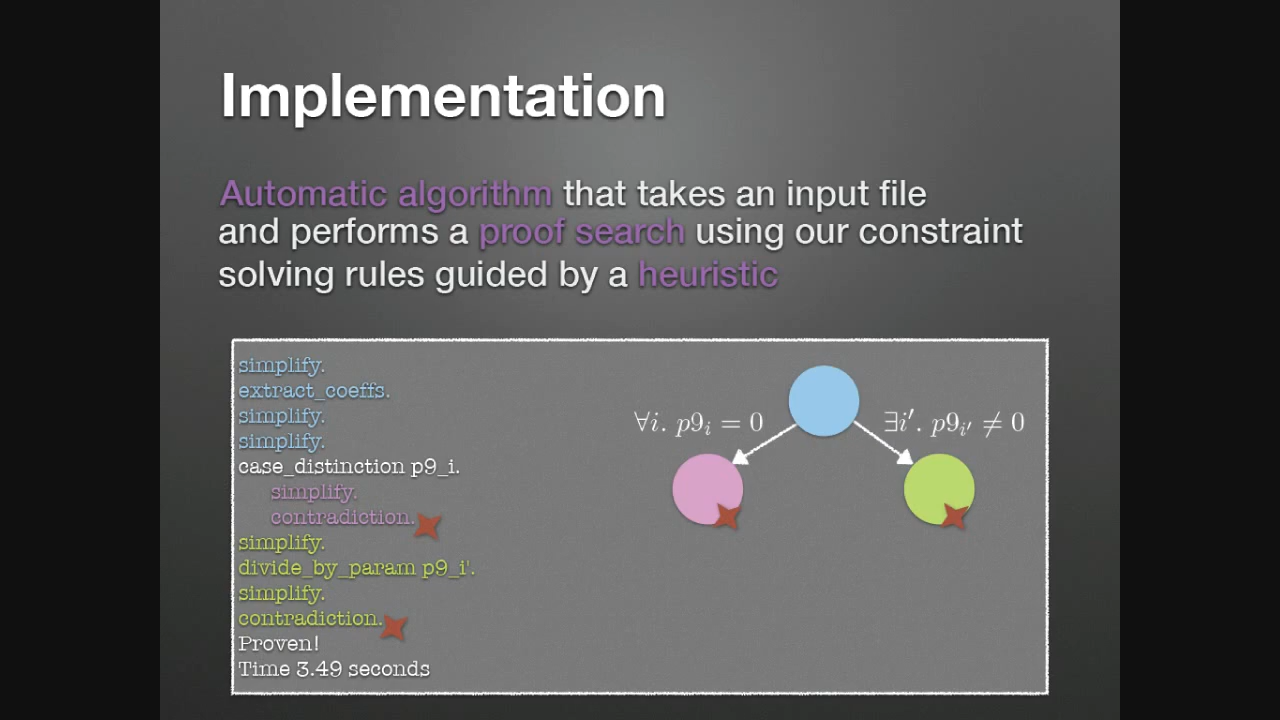 Implementation
Automatic algorithm that takes an input file
and performs a proof search using our constraint
solving rules guided by a heuristic
simplify.
extract_coeffs.
simplify.
simplify.
case_distinction p9_i.
simplify.
contradiction.
simplify.
divide_by_param p9_i'.
simplify.
contradiction.
Proven!
Time 3.49 seconds
∀i. p9ᵢ = 0
∃i′. p9ᵢ′ ≠ 0